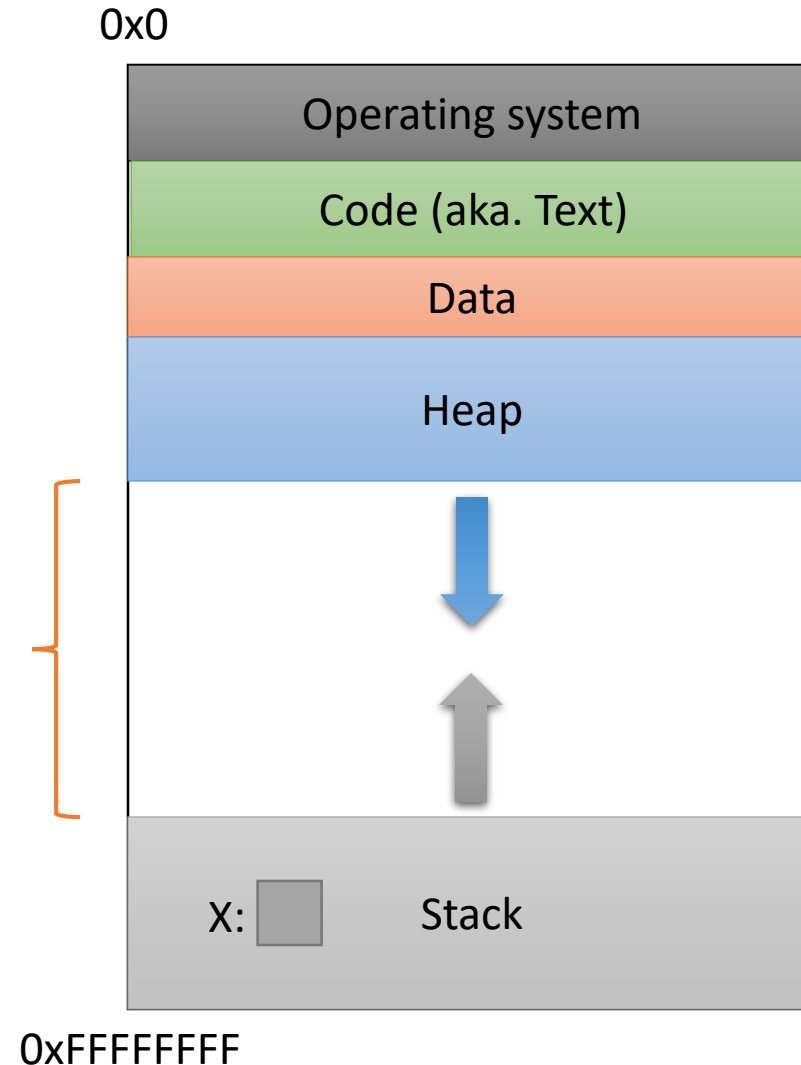 0x0
Operating system
Code (aka. Text)
Data
Heap
X:
Stack
0xFFFFFFFF